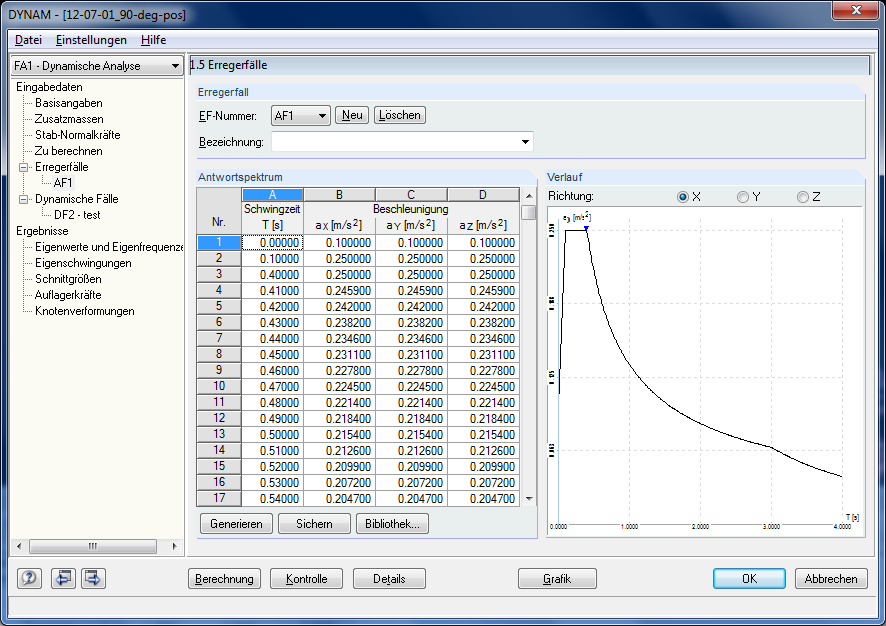 DYNAM - [12-07-01_90-deg-pos]
Datei Einstellungen Hilfe
FA1 - Dynamische Analyse
Eingabedaten
Basisangaben
Zusatzmassen
Stab-Normalkräfte
Zu berechnen
Erregerfälle
AF1
Dynamische Fälle
DF2 - test
Ergebnisse
Eigenwerte und Eigenfrequenze
Eigenschwingungen
Schnittgrößen
Auflagerkräfte
Knotenverformungen
1.5 Erregerfälle
Erregerfall
EF-Nummer: AF1 Neu Löschen
Bezeichnung:
Antwortspektrum
A B C D
Schwingzeit Beschleunigung
Nr. T [s] aX [m/s²] aY [m/s²] aZ [m/s²]
1 0.00000 0.100000 0.100000 0.100000
2 0.10000 0.250000 0.250000 0.250000
3 0.40000 0.250000 0.250000 0.250000
4 0.41000 0.245900 0.245900 0.245900
5 0.42000 0.242000 0.242000 0.242000
6 0.43000 0.238200 0.238200 0.238200
7 0.44000 0.234600 0.234600 0.234600
8 0.45000 0.231100 0.231100 0.231100
9 0.46000 0.227800 0.227800 0.227800
10 0.47000 0.224500 0.224500 0.224500
11 0.48000 0.221400 0.221400 0.221400
12 0.49000 0.218400 0.218400 0.218400
13 0.50000 0.215400 0.215400 0.215400
14 0.51000 0.212600 0.212600 0.212600
15 0.52000 0.209900 0.209900 0.209900
16 0.53000 0.207200 0.207200 0.207200
17 0.54000 0.204700 0.204700 0.204700
Generieren Sichern Bibliothek...
Verlauf
Richtung: X Y Z
[m/s²]
0.0000 1.0000 2.0000 3.0000 4.0000
T [s]
Berechnung Kontrolle Details Grafik OK Abbrechen